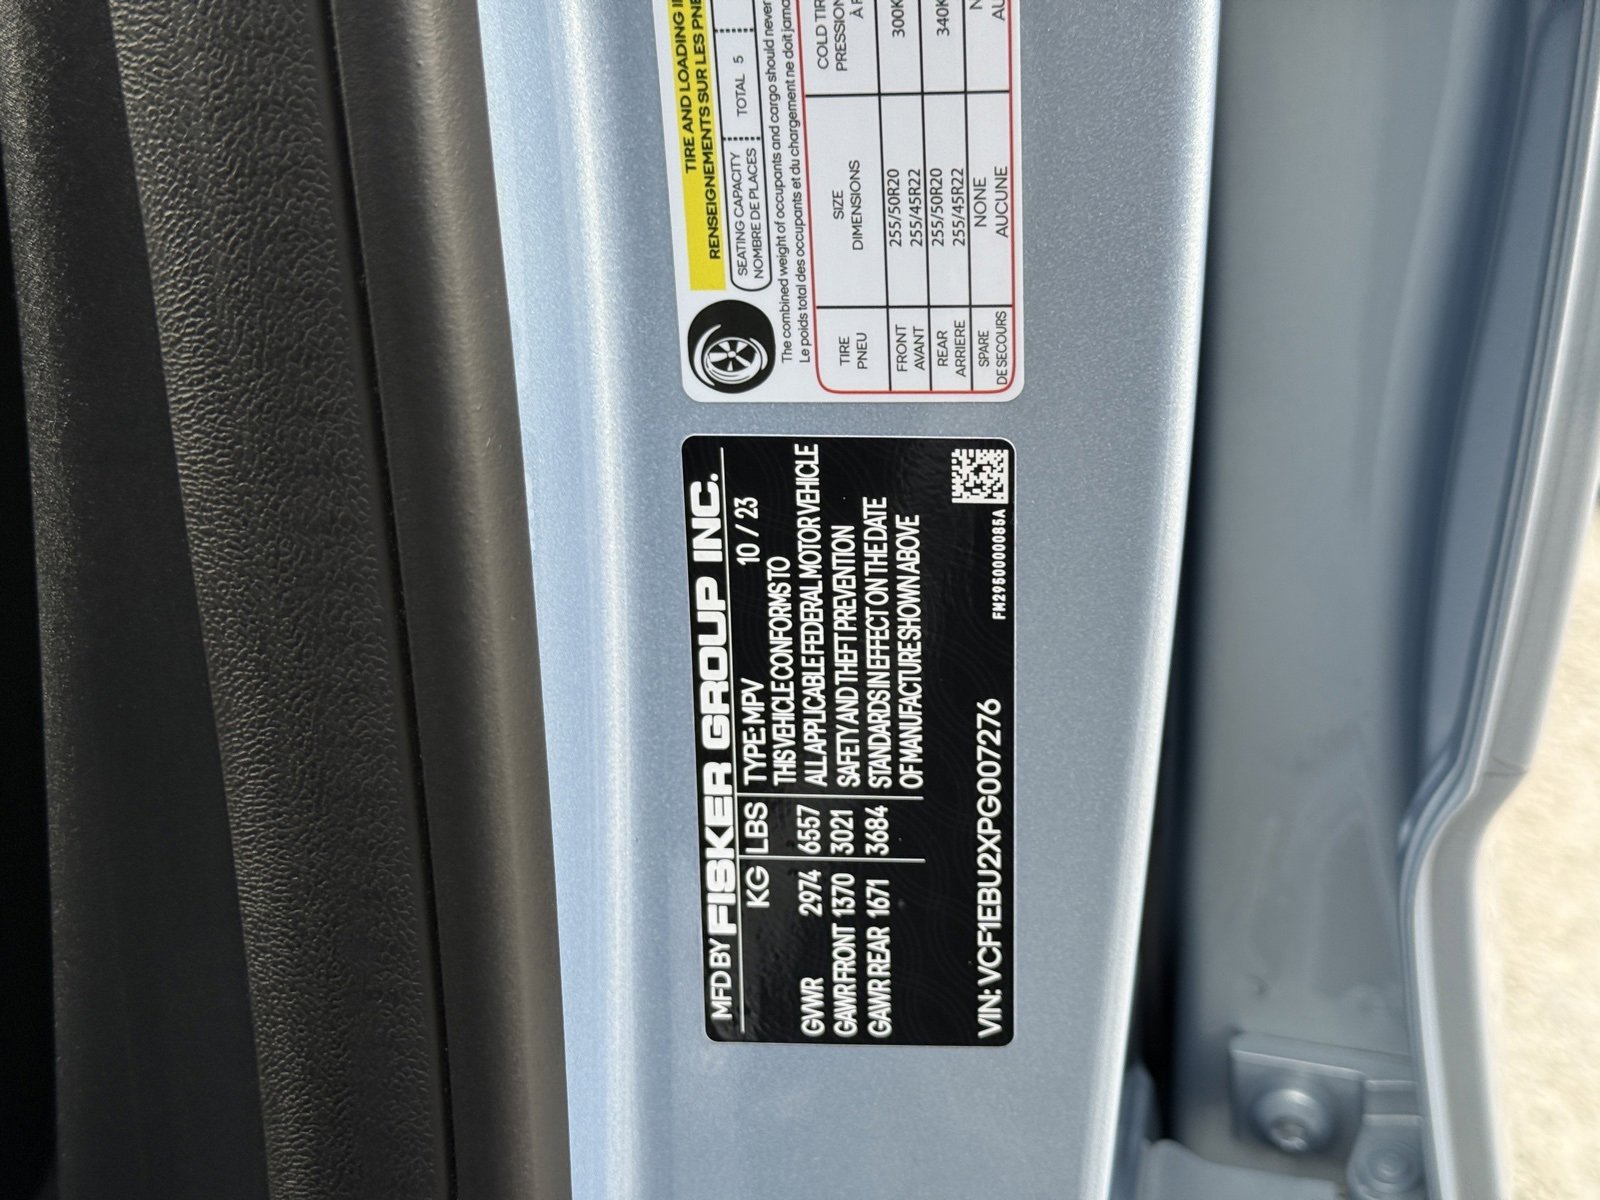 MFD BY FISKER GROUP INC.
KG LBS TYPE: MPV 10 / 23
THIS VEHICLE CONFORMS TO
GVWR 2974 6557 ALL APPLICABLE FEDERAL MOTOR VEHICLE
GAWR FRONT 1370 3021 SAFETY AND THEFT PREVENTION
GAWR REAR 1671 3684 STANDARDS IN EFFECT ON THE DATE
OF MANUFACTURE SHOWN ABOVE
FM29S0000085A
VIN: VCF1EBU2XPG007276
TIRE AND LOADING
RENSEIGNEMENTS SUR LES
SEATING CAPACITY
NOMBRE DE PLACES
TOTAL 5
The combined weight of occupants and cargo should never
Le poids total des occupants et du chargement ne doit
TIRE SIZE COLD
PNEU DIMENSIONS PRESSION
FRONT 255/50R20 300K
AVANT 255/45R22
REAR 255/50R20 340K
ARRIERE 255/45R22
SPARE NONE
DE SECOURS AUCUNE